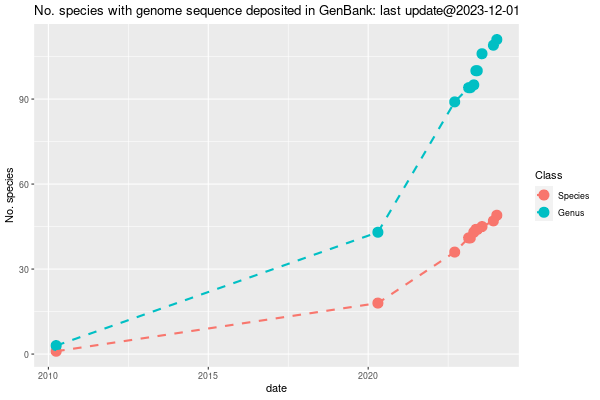 No. species with genome sequence deposited in GenBank: last update@2023-12-01
No. species
90
60
30
0
2010
2015
2020
date
Class
Species
Genus